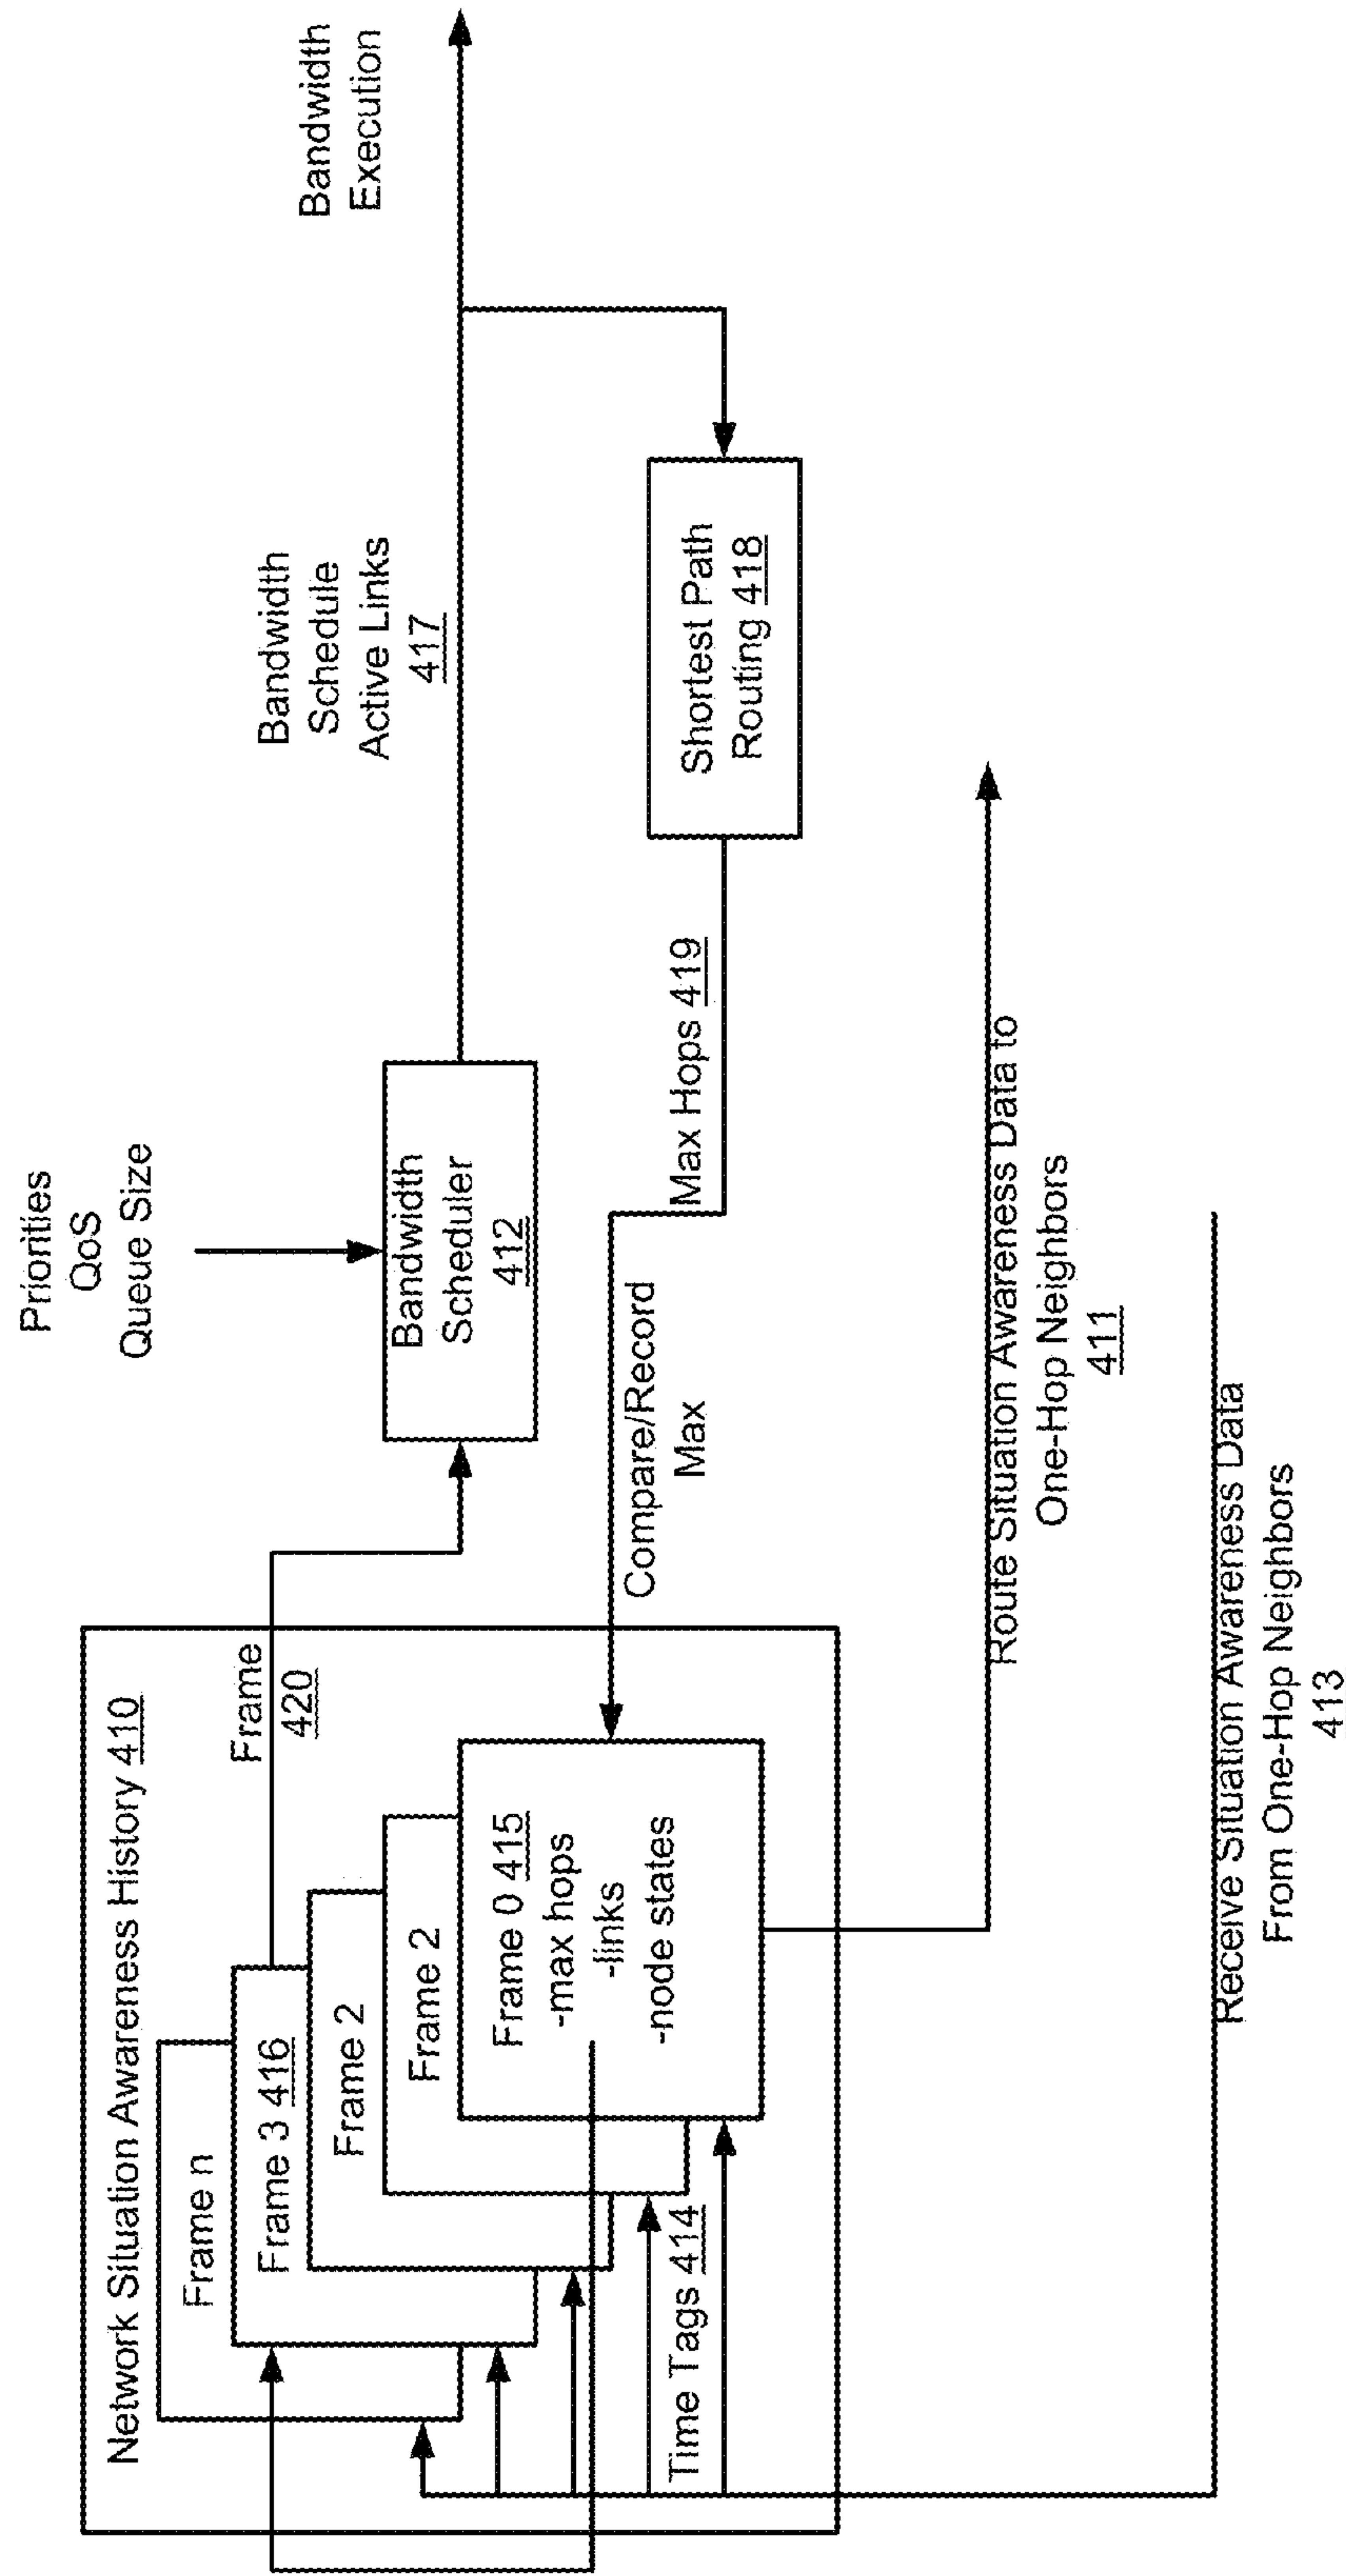 Network Situation Awareness History 410
Frame n
Frame 3 416
Frame 2
Frame 2
Frame 0 415
-max hops
-links
-node states
Time Tags 414
Frame
420
Priorities
QoS
Queue Size
Bandwidth
Scheduler
412
Bandwidth
Schedule
Active Links
417
Bandwidth
Execution
Compare/Record
Max
Max Hops 419
Shortest Path
Routing 418
Route Situation Awareness Data to
One-Hop Neighbors
411
Receive Situation Awareness Data
From One-Hop Neighbors
413